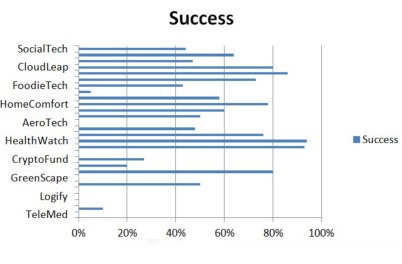 Success
SocialTech
CloudLeap
FoodieTech
HomeComfort
AeroTech
HealthWatch
CryptoFund
GreenScape
Logify
TeleMed
Success
0% 20% 40% 60% 80% 100%